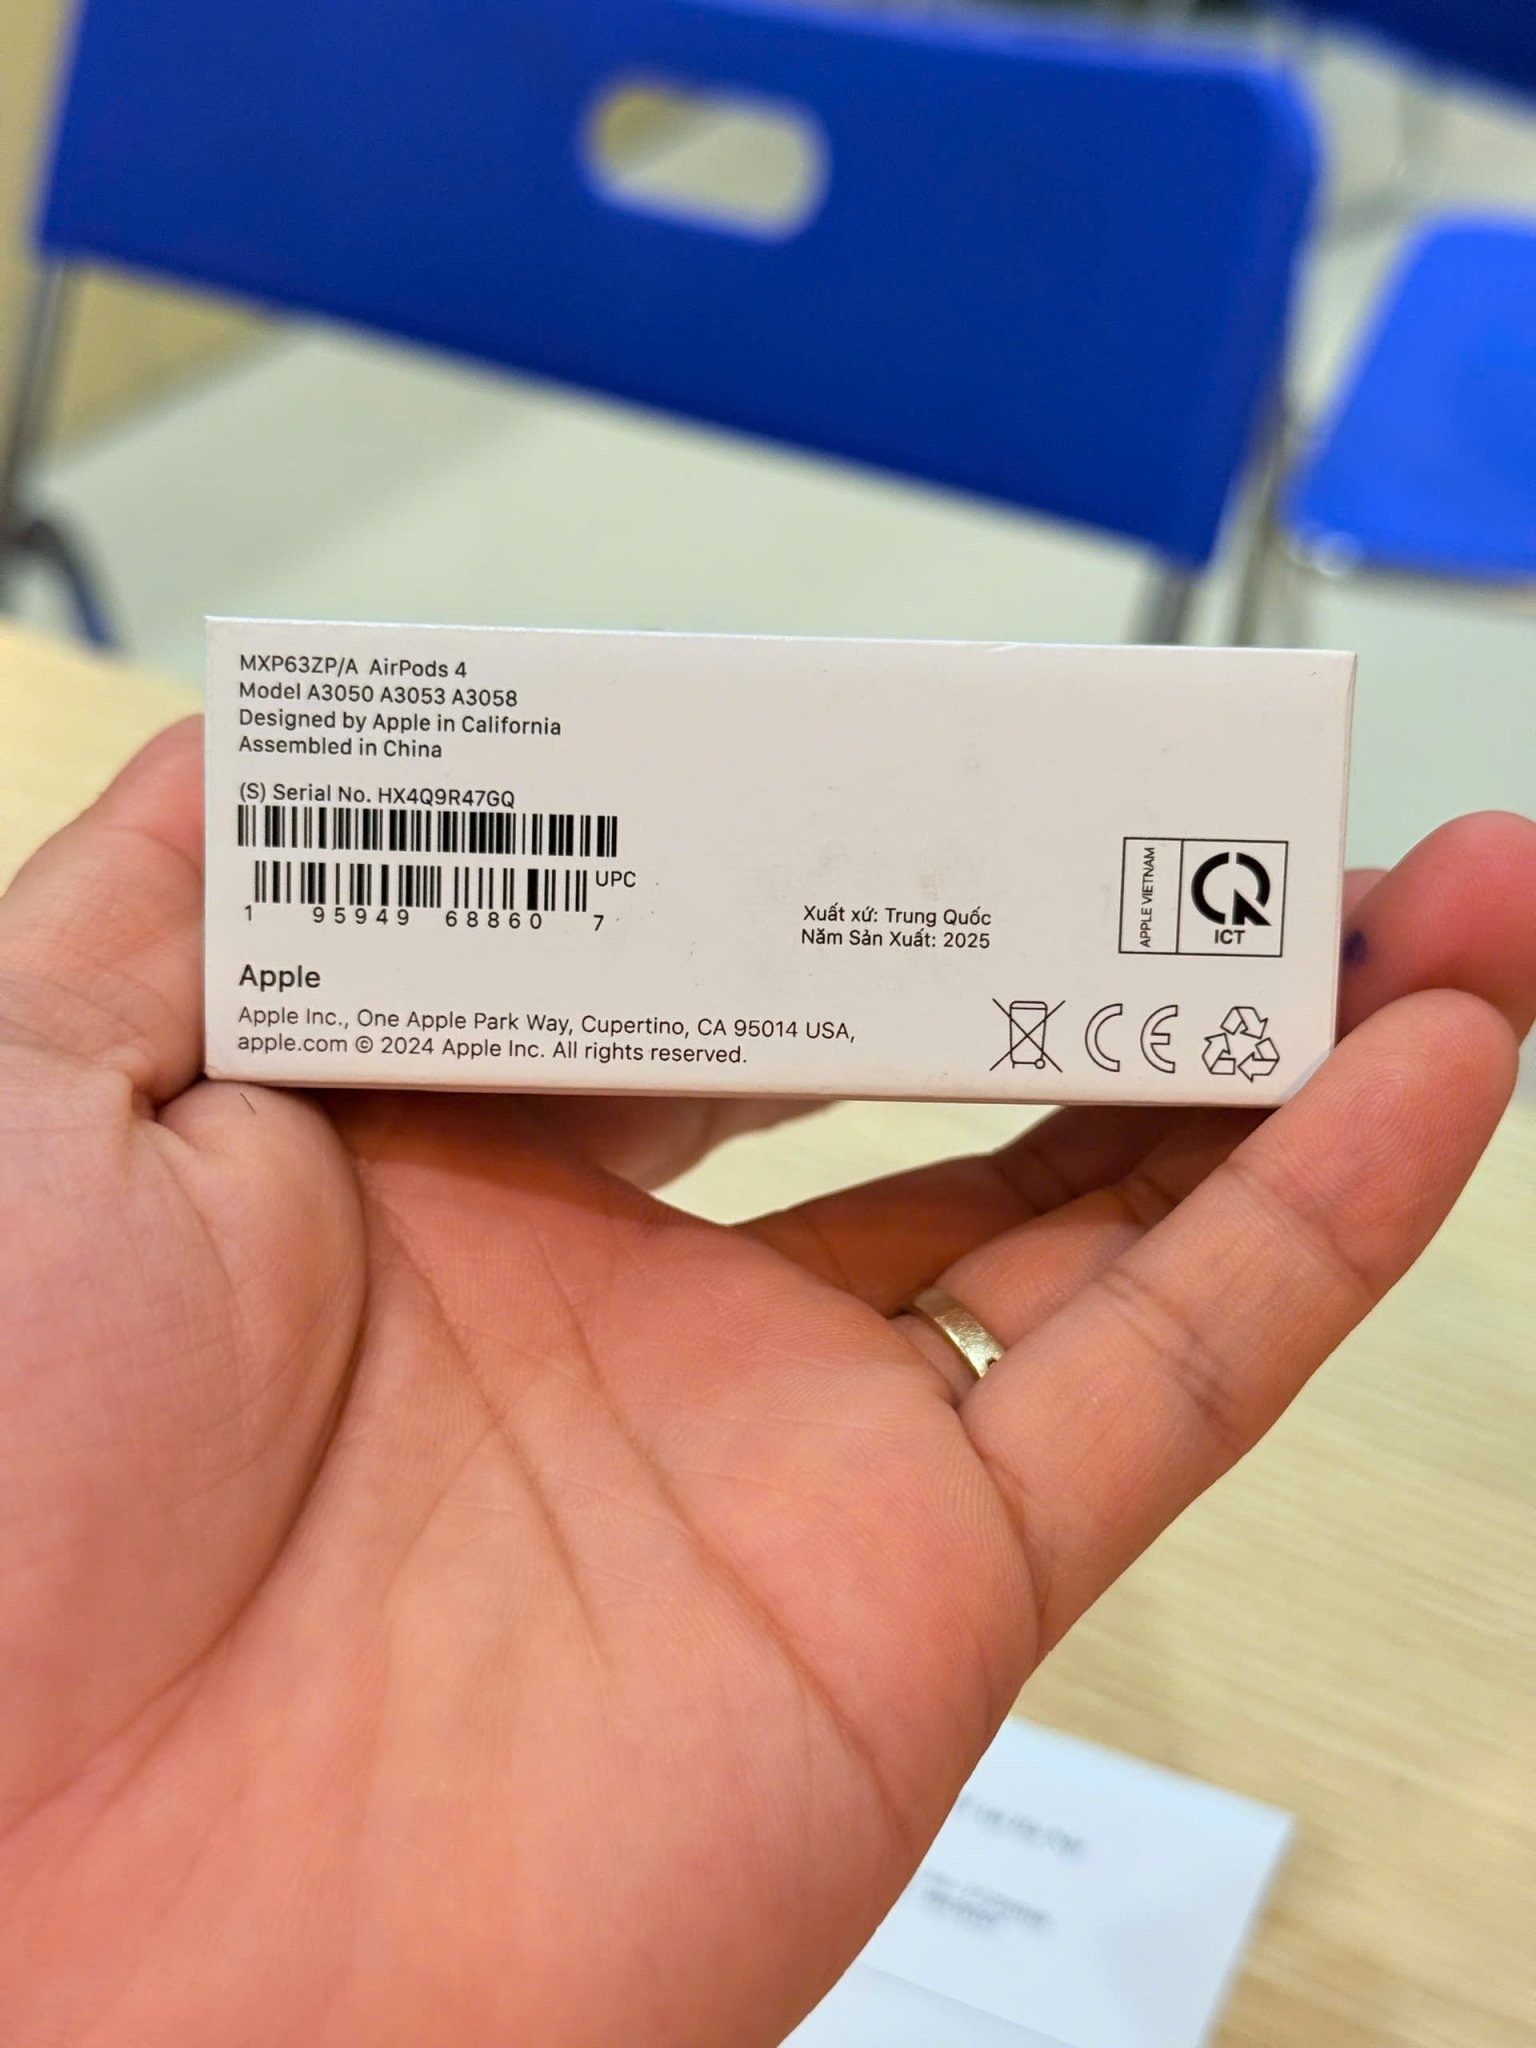 MXP63ZP/A AirPods 4
Model A3050 A3053 A3058
Designed by Apple in California
Assembled in China
(S) Serial No. HX4Q9R47GQ
UPC
1 95949 68860 7
Xuất xứ: Trung Quốc
Năm Sản Xuất: 2025
APPLE VIETNAM
ICT
Apple
Apple Inc., One Apple Park Way, Cupertino, CA 95014 USA,
apple.com © 2024 Apple Inc. All rights reserved.
CE